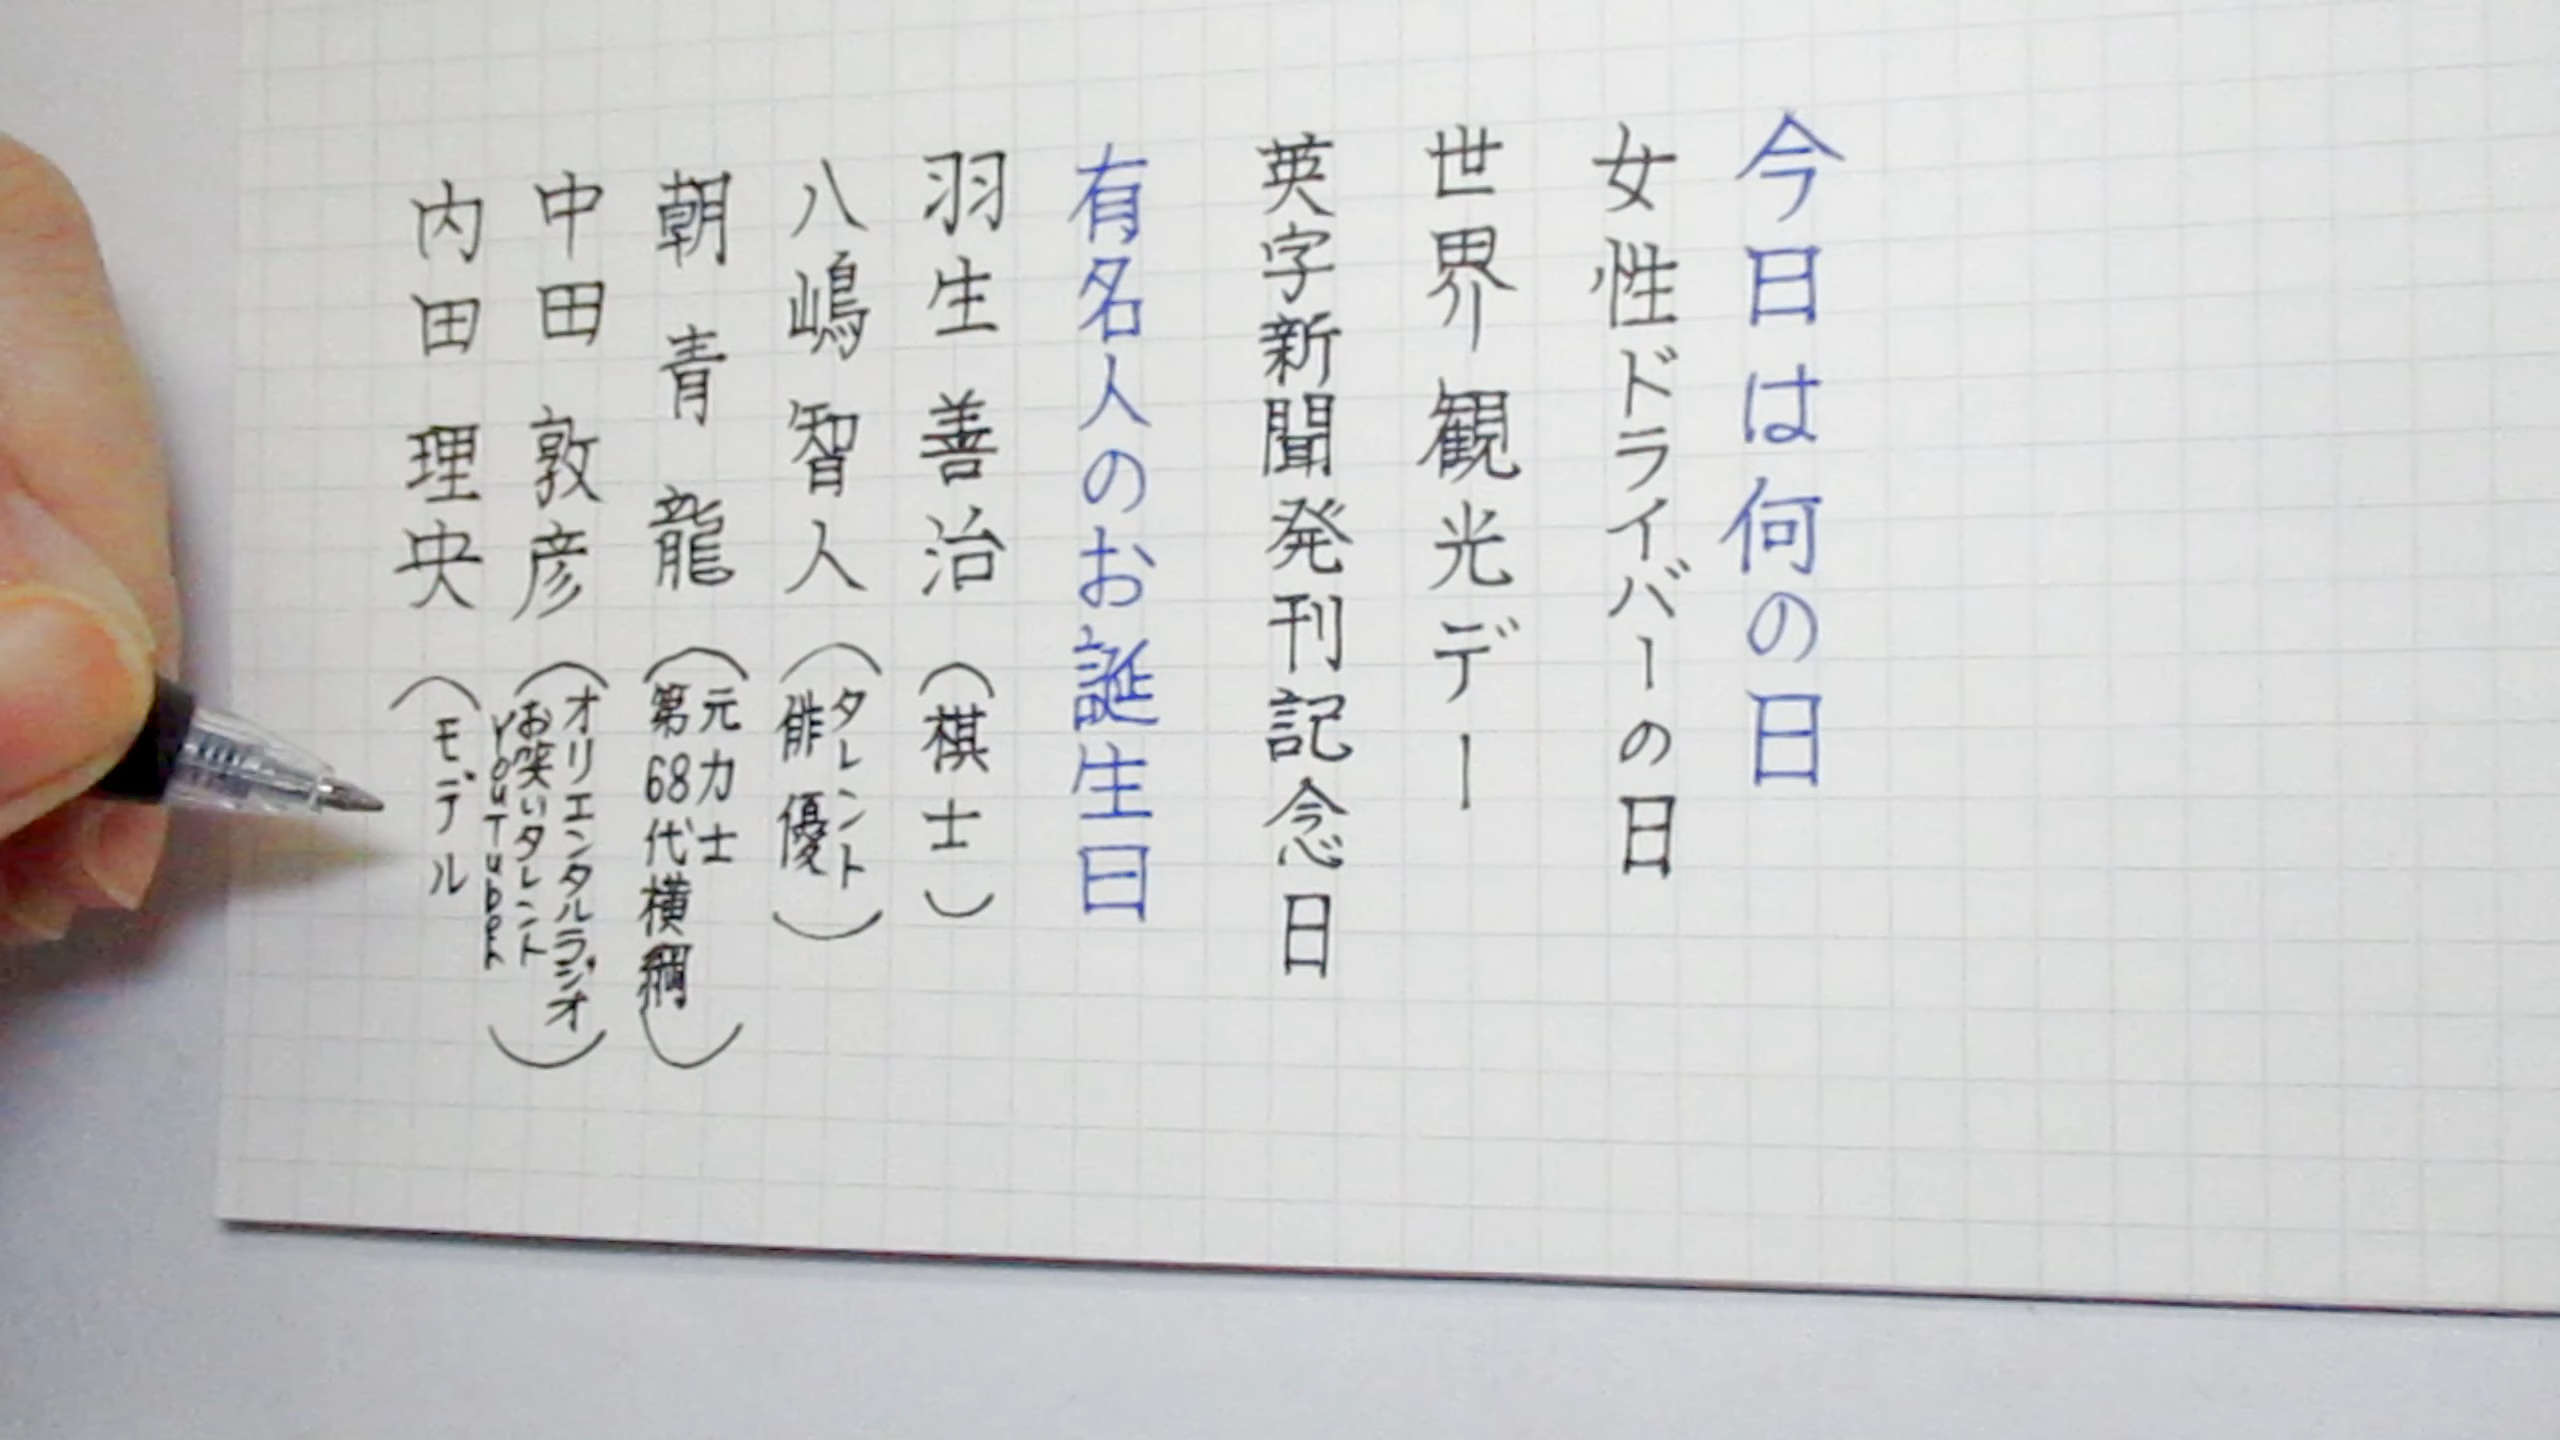 今日は何の日
女性ドライバーの日
世界観光デー
英字新聞発刊記念日
有名人のお誕生日
羽生善治(棋士)
八嶋智人(タレント
俳優)
朝青龍(元力士
第68代横綱)
中田敦彦(オリエンタルラジオ
お笑いタレント
YouTuber)
内田理央(モデル